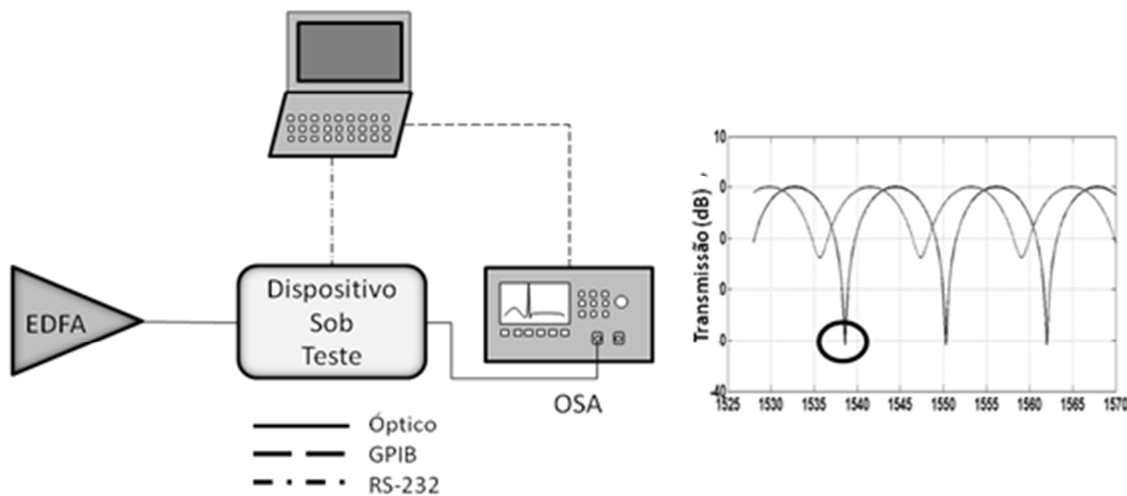 EDFA
Dispositivo
Sob
Teste
OSA
Óptico
GPIB
RS-232
Transmissão (dB) ,
10
0
0
0
0
-40
1525 1530 1535 1540 1545 1550 1555 1560 1565 1570